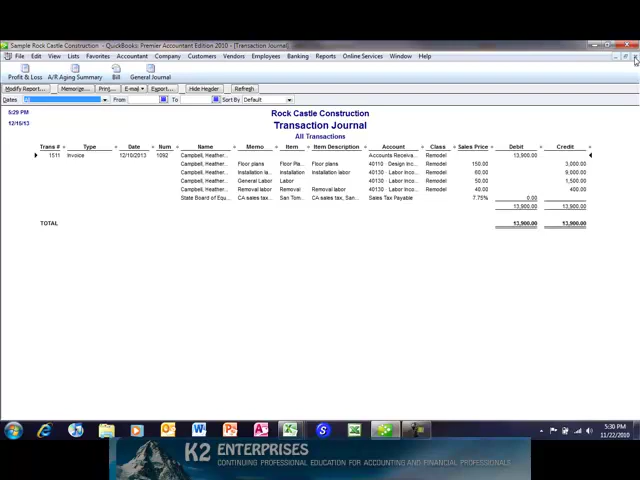 Sample Rock Castle Construction - QuickBooks: Premier Accountant Edition 2010 - [Transaction Journal]
File Edit View Lists Favorites Accountant Company Customers Vendors Employees Banking Reports Online Services Window Help
Profit & Loss A/R Aging Summary Bill General Journal
Modify Report... Memorize... Print... E-mail Export... Hide Header Refresh
Dates All From To Sort By Default
5:29 PM
12/15/13
Rock Castle Construction
Transaction Journal
All Transactions
Trans # Type Date Num Name Memo Item Item Description Account Class Sales Price Debit Credit
1511 Invoice 12/10/2013 1092 Campbell, Heather... Accounts Receiva... Remodel 13,900.00
Campbell, Heather... Floor plans Floor Pla... Floor plans 40110 · Design Inc... Remodel 150.00 3,000.00
Campbell, Heather... Installation la... Installation Installation labor 40130 · Labor Inco... Remodel 60.00 9,000.00
Campbell, Heather... General Labor Labor 40130 · Labor Inco... Remodel 50.00 1,500.00
Campbell, Heather... Removal labor Removal Removal labor 40130 · Labor Inco... Remodel 40.00 400.00
State Board of Equ... CA sales tax... San Tom... CA sales tax, San... Sales Tax Payable 7.75% 0.00
13,900.00 13,900.00
TOTAL 13,900.00 13,900.00
5:30 PM
11/22/2010
K2 ENTERPRISES
CONTINUING PROFESSIONAL EDUCATION FOR ACCOUNTING AND FINANCIAL PROFESSIONALS